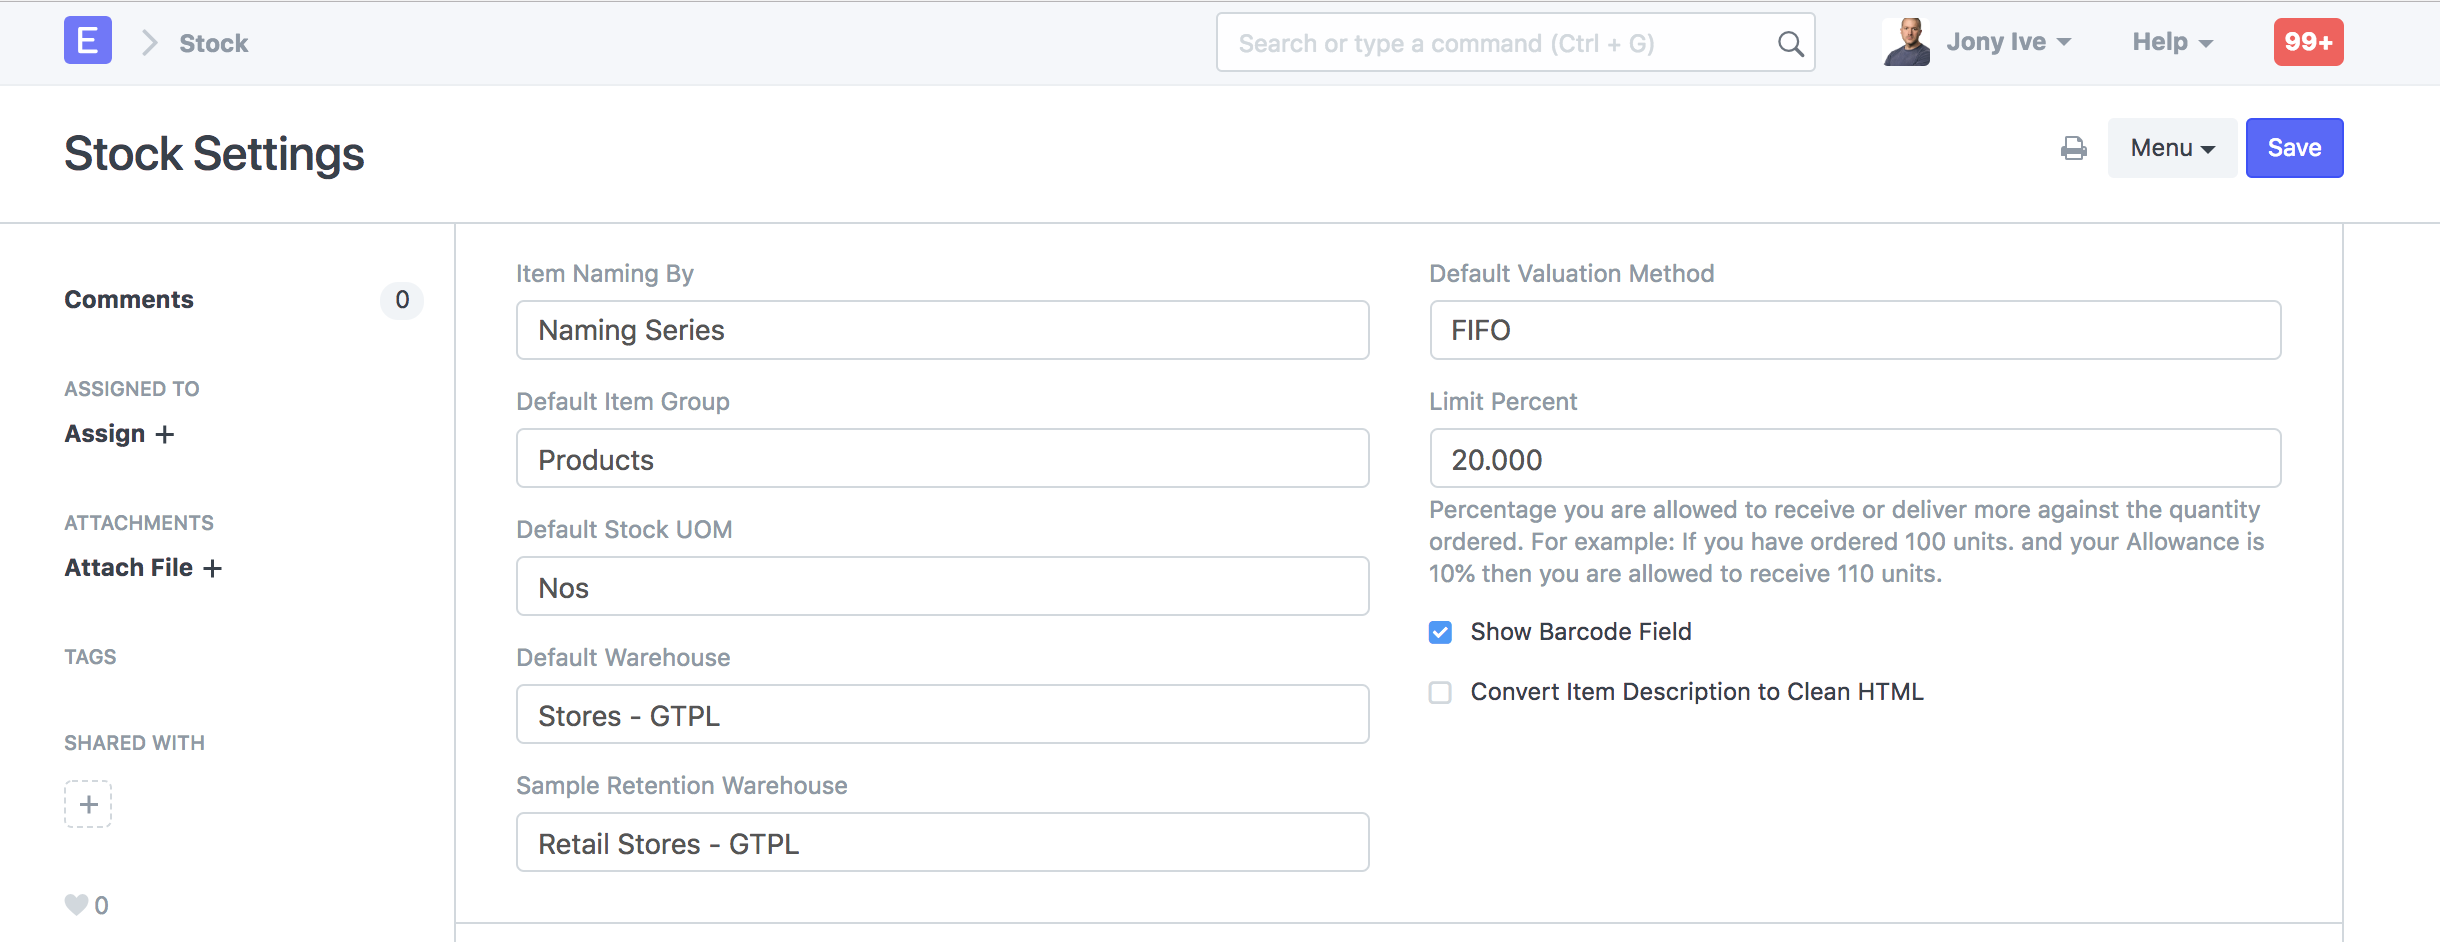 E
Stock
Search or type a command (Ctrl + G)
Jony Ive
Help
99+
Stock Settings
Menu
Save
Comments
0
ASSIGNED TO
Assign +
ATTACHMENTS
Attach File +
TAGS
SHARED WITH
+
0
Item Naming By
Naming Series
Default Item Group
Products
Default Stock UOM
Nos
Default Warehouse
Stores - GTPL
Sample Retention Warehouse
Retail Stores - GTPL
Default Valuation Method
FIFO
Limit Percent
20.000
Percentage you are allowed to receive or deliver more against the quantity
ordered. For example: If you have ordered 100 units. and your Allowance is
10% then you are allowed to receive 110 units.
Show Barcode Field
Convert Item Description to Clean HTML